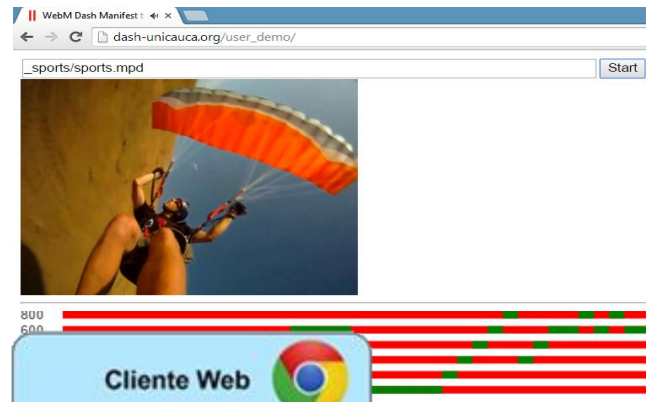 WebM Dash Manifest t
dash-unicauca.org/user_demo/
_sports/sports.mpd
Start
800
600
Cliente Web